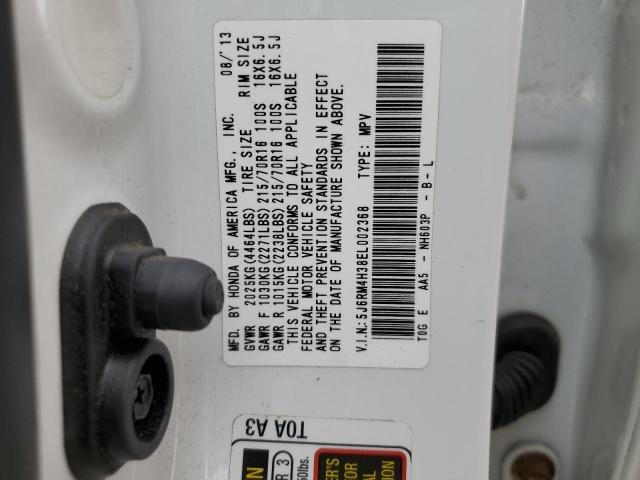 MFD. BY HONDA OF AMERICA MFG., INC. 08/'13
GVWR 2025KG(4464LBS) TIRE SIZE RIM SIZE
GAWR F 1030KG(2271LBS) 215/70R16 100S 16X6.5J
GAWR R 1015KG(2238LBS) 215/70R16 100S 16X6.5J
THIS VEHICLE CONFORMS TO ALL APPLICABLE
FEDERAL MOTOR VEHICLE SAFETY
AND THEFT PREVENTION STANDARDS IN EFFECT
ON THE DATE OF MANUFACTURE SHOWN ABOVE.
V.I.N.: 5J6RM4H38EL002368 TYPE: MPV
T0G E AA5 - NH603P - B - L
T0A A3